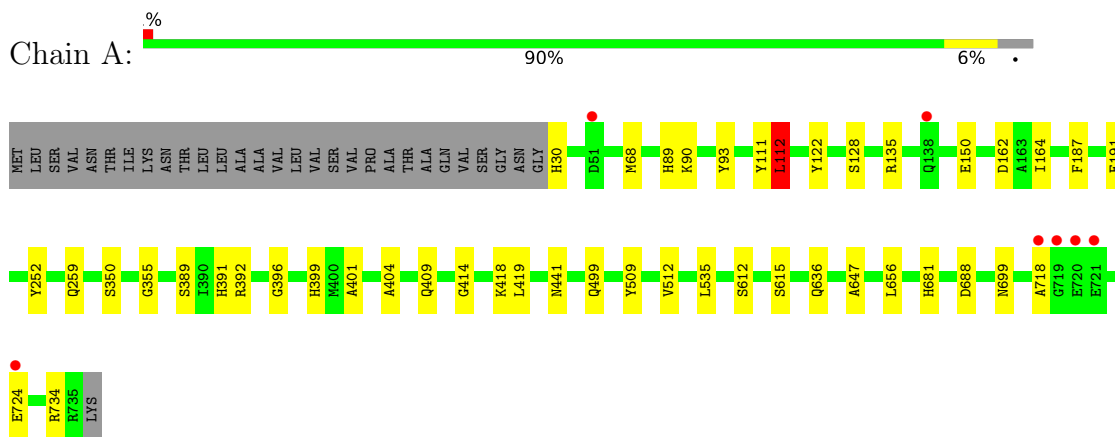 .%
Chain A:
90% 6% •
MET LEU SER VAL ASN THR ILE LYS ASN THR LEU LEU ALA ALA VAL LEU VAL SER VAL PRO ALA THR ALA GLN VAL SER GLY ASN GLY H30 D51 M68 H89 K90 Y93 Y111 L112 Y122 S128 R135 Q138 E150 D162 A163 I164 F187 E191
Y252 Q259 S350 G355 S389 I390 H391 R392 G396 H399 M400 A401 A404 Q409 G414 K418 L419 N441 Q499 Y509 V512 L535 S612 S615 Q636 A647 L656 H681 D688 N699 A718 G719 E720 E721
E724 R734 R735 LYS